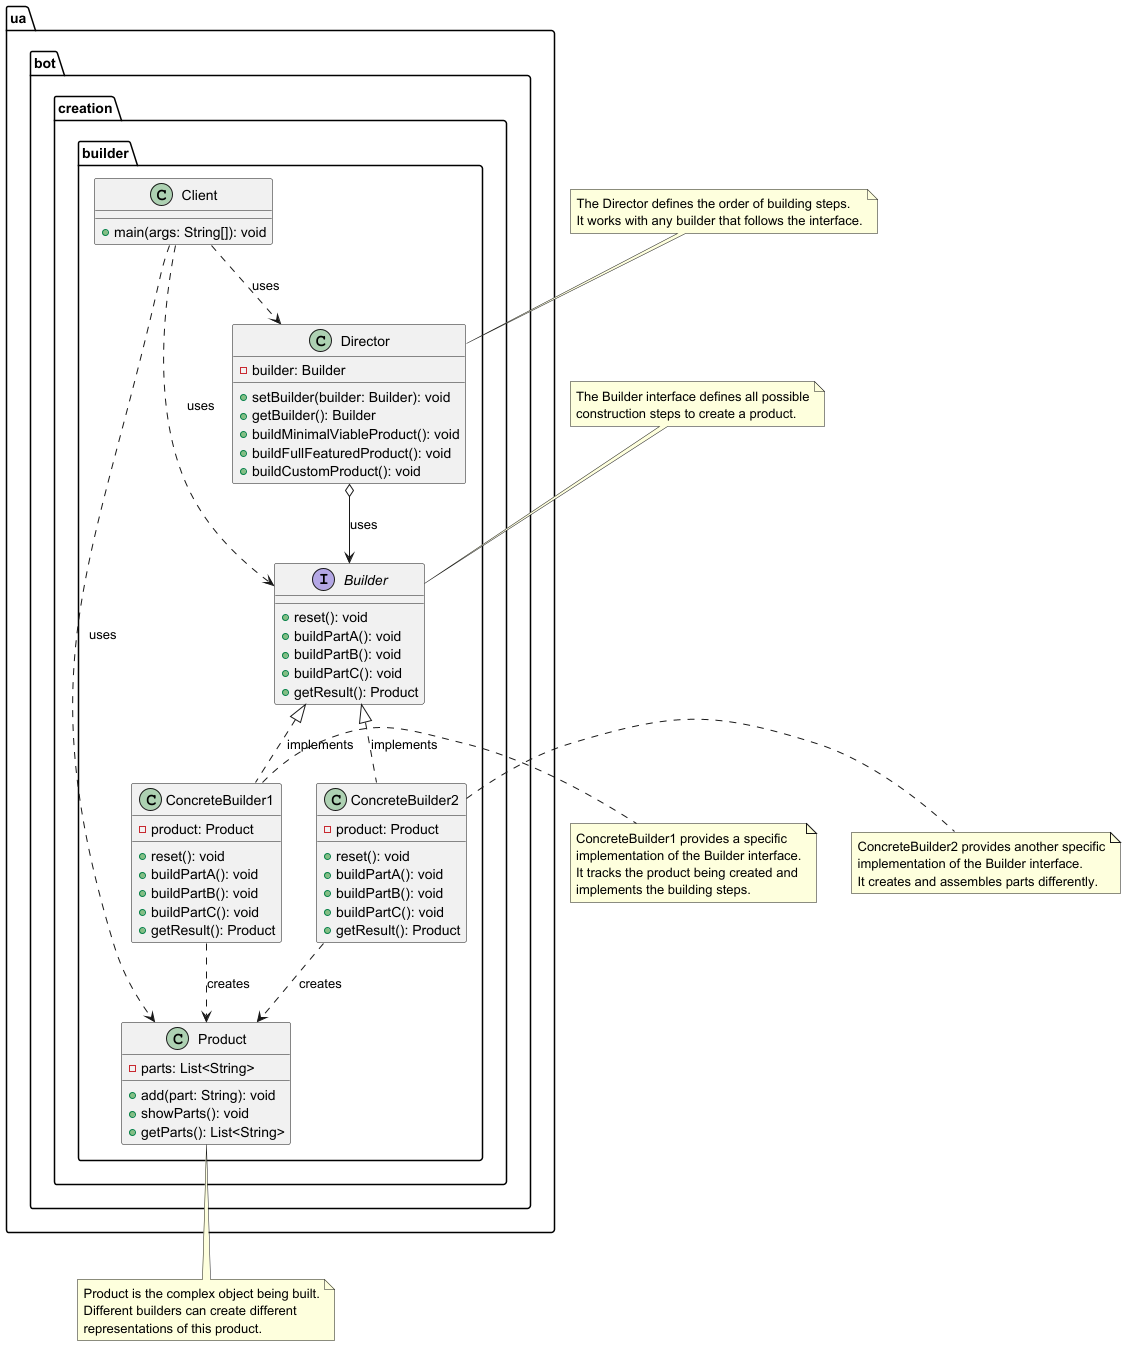 ua
bot
creation
builder
C Client
main(args: String[]): void
The Director defines the order of building steps.
It works with any builder that follows the interface.
uses
C Director
builder: Builder
setBuilder(builder: Builder): void
getBuilder(): Builder
buildMinimalViableProduct(): void
buildFullFeaturedProduct(): void
buildCustomProduct(): void
The Builder interface defines all possible
construction steps to create a product.
uses
uses
I Builder
reset(): void
buildPartA(): void
buildPartB(): void
buildPartC(): void
getResult(): Product
uses
implements
implements
C ConcreteBuilder1
product: Product
reset(): void
buildPartA(): void
buildPartB(): void
buildPartC(): void
getResult(): Product
C ConcreteBuilder2
product: Product
reset(): void
buildPartA(): void
buildPartB(): void
buildPartC(): void
getResult(): Product
ConcreteBuilder1 provides a specific
implementation of the Builder interface.
It tracks the product being created and
implements the building steps.
ConcreteBuilder2 provides another specific
implementation of the Builder interface.
It creates and assembles parts differently.
creates
creates
C Product
parts: List<String>
add(part: String): void
showParts(): void
getParts(): List<String>
Product is the complex object being built.
Different builders can create different
representations of this product.